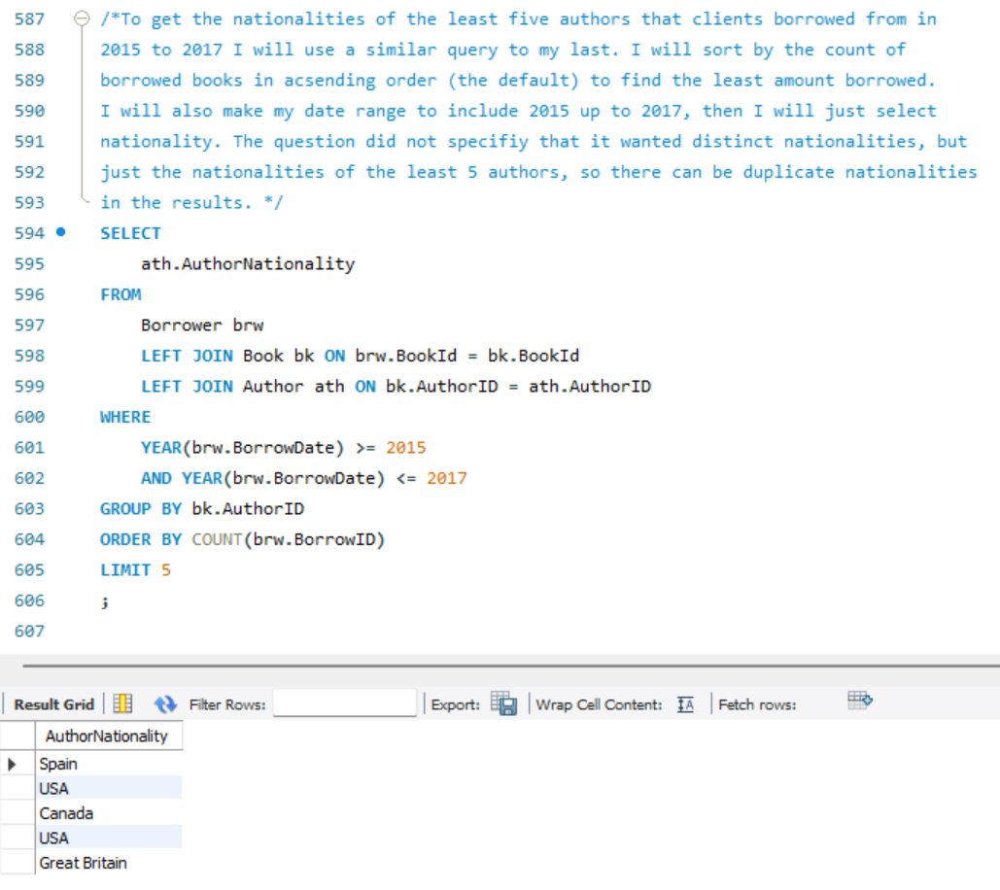 587 /*To get the nationalities of the least five authors that clients borrowed from in
588 2015 to 2017 I will use a similar query to my last. I will sort by the count of
589 borrowed books in acsending order (the default) to find the least amount borrowed.
590 I will also make my date range to include 2015 up to 2017, then I will just select
591 nationality. The question did not specifiy that it wanted distinct nationalities, but
592 just the nationalities of the least 5 authors, so there can be duplicate nationalities
593 in the results. */
594 SELECT
595 ath.AuthorNationality
596 FROM
597 Borrower brw
598 LEFT JOIN Book bk ON brw.BookId = bk.BookId
599 LEFT JOIN Author ath ON bk.AuthorID = ath.AuthorID
600 WHERE
601 YEAR(brw.BorrowDate) >= 2015
602 AND YEAR(brw.BorrowDate) <= 2017
603 GROUP BY bk.AuthorID
604 ORDER BY COUNT(brw.BorrowID)
605 LIMIT 5
606 ;
607
Result Grid Filter Rows: Export: Wrap Cell Content: Fetch rows:
AuthorNationality
Spain
USA
Canada
USA
Great Britain